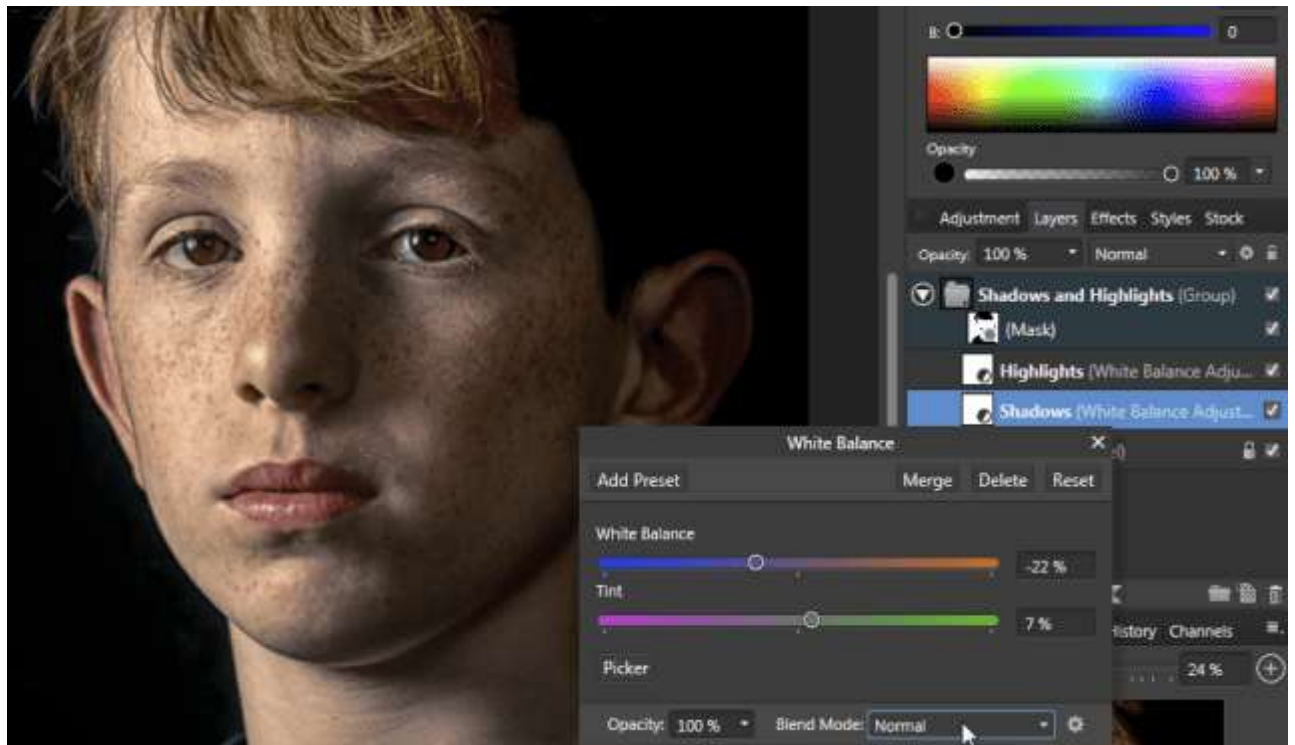 B:
0
Opacity
100 %
Adjustment Layers Effects Styles Stock
Opacity: 100 % Normal
Shadows and Highlights (Group)
(Mask)
Highlights (White Balance Adju...
Shadows (White Balance Adjust...
White Balance
Add Preset Merge Delete Reset
White Balance
-22 %
Tint
7 %
History Channels
24 %
Picker
Opacity: 100 % Blend Mode: Normal